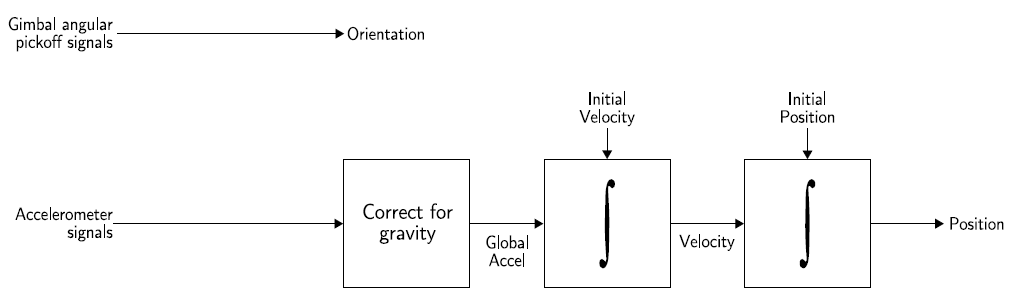 Gimbal angular
pickoff signals
Orientation
Initial
Velocity
Initial
Position
Accelerometer
signals
Correct for
gravity
Global
Accel
∫
Velocity
∫
Position